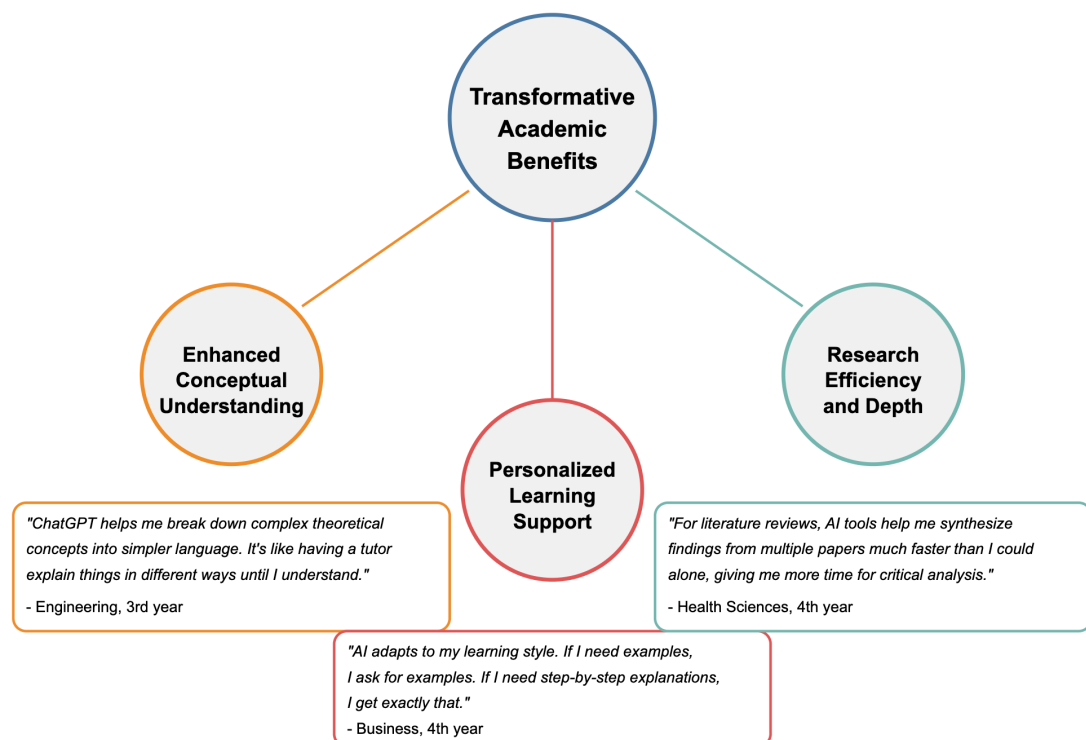 Transformative
Academic
Benefits
Enhanced
Conceptual
Understanding
Personalized
Learning
Support
Research
Efficiency
and Depth
"ChatGPT helps me break down complex theoretical
concepts into simpler language. It's like having a tutor
explain things in different ways until I understand."
- Engineering, 3rd year
"AI adapts to my learning style. If I need examples,
I ask for examples. If I need step-by-step explanations,
I get exactly that."
- Business, 4th year
"For literature reviews, AI tools help me synthesize
findings from multiple papers much faster than I could
alone, giving me more time for critical analysis."
- Health Sciences, 4th year